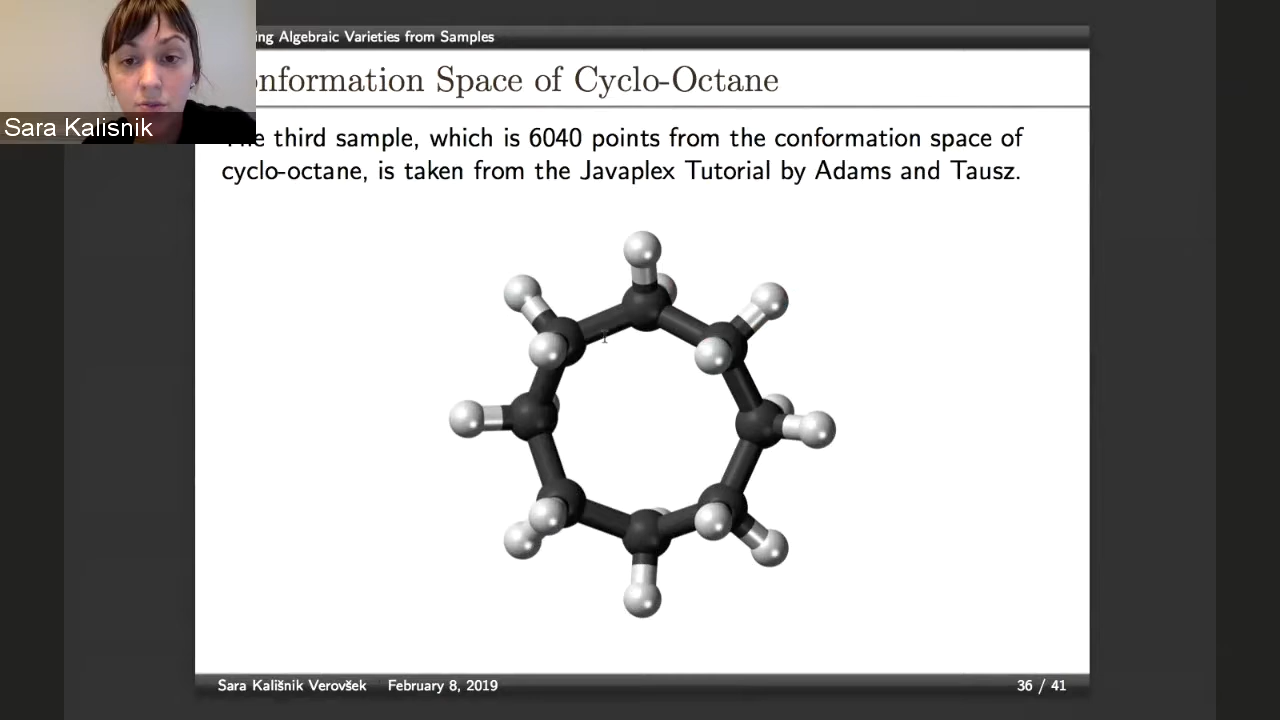 ing Algebraic Varieties from Samples
onformation Space of Cyclo-Octane
Sara Kalisnik
third sample, which is 6040 points from the conformation space of
cyclo-octane, is taken from the Javaplex Tutorial by Adams and Tausz.
Sara Kališnik Verovšek February 8, 2019 36 / 41